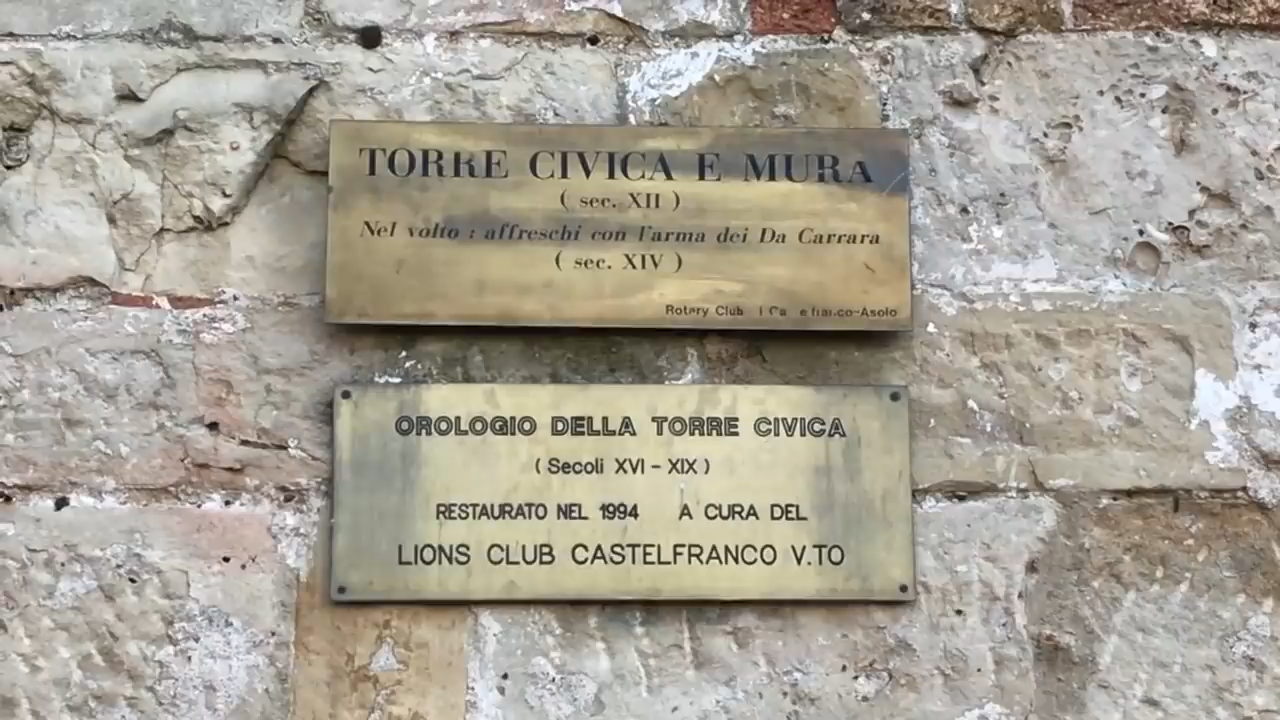 TORRE CIVICA E MURA
( sec. XII )
Nel volto : affreschi con l'arma dei Da Carrara
( sec. XIV )
Rotary Club
OROLOGIO DELLA TORRE CIVICA
( Secoli XVI - XIX )
RESTAURATO NEL 1994 A CURA DEL
LIONS CLUB CASTELFRANCO V.TO